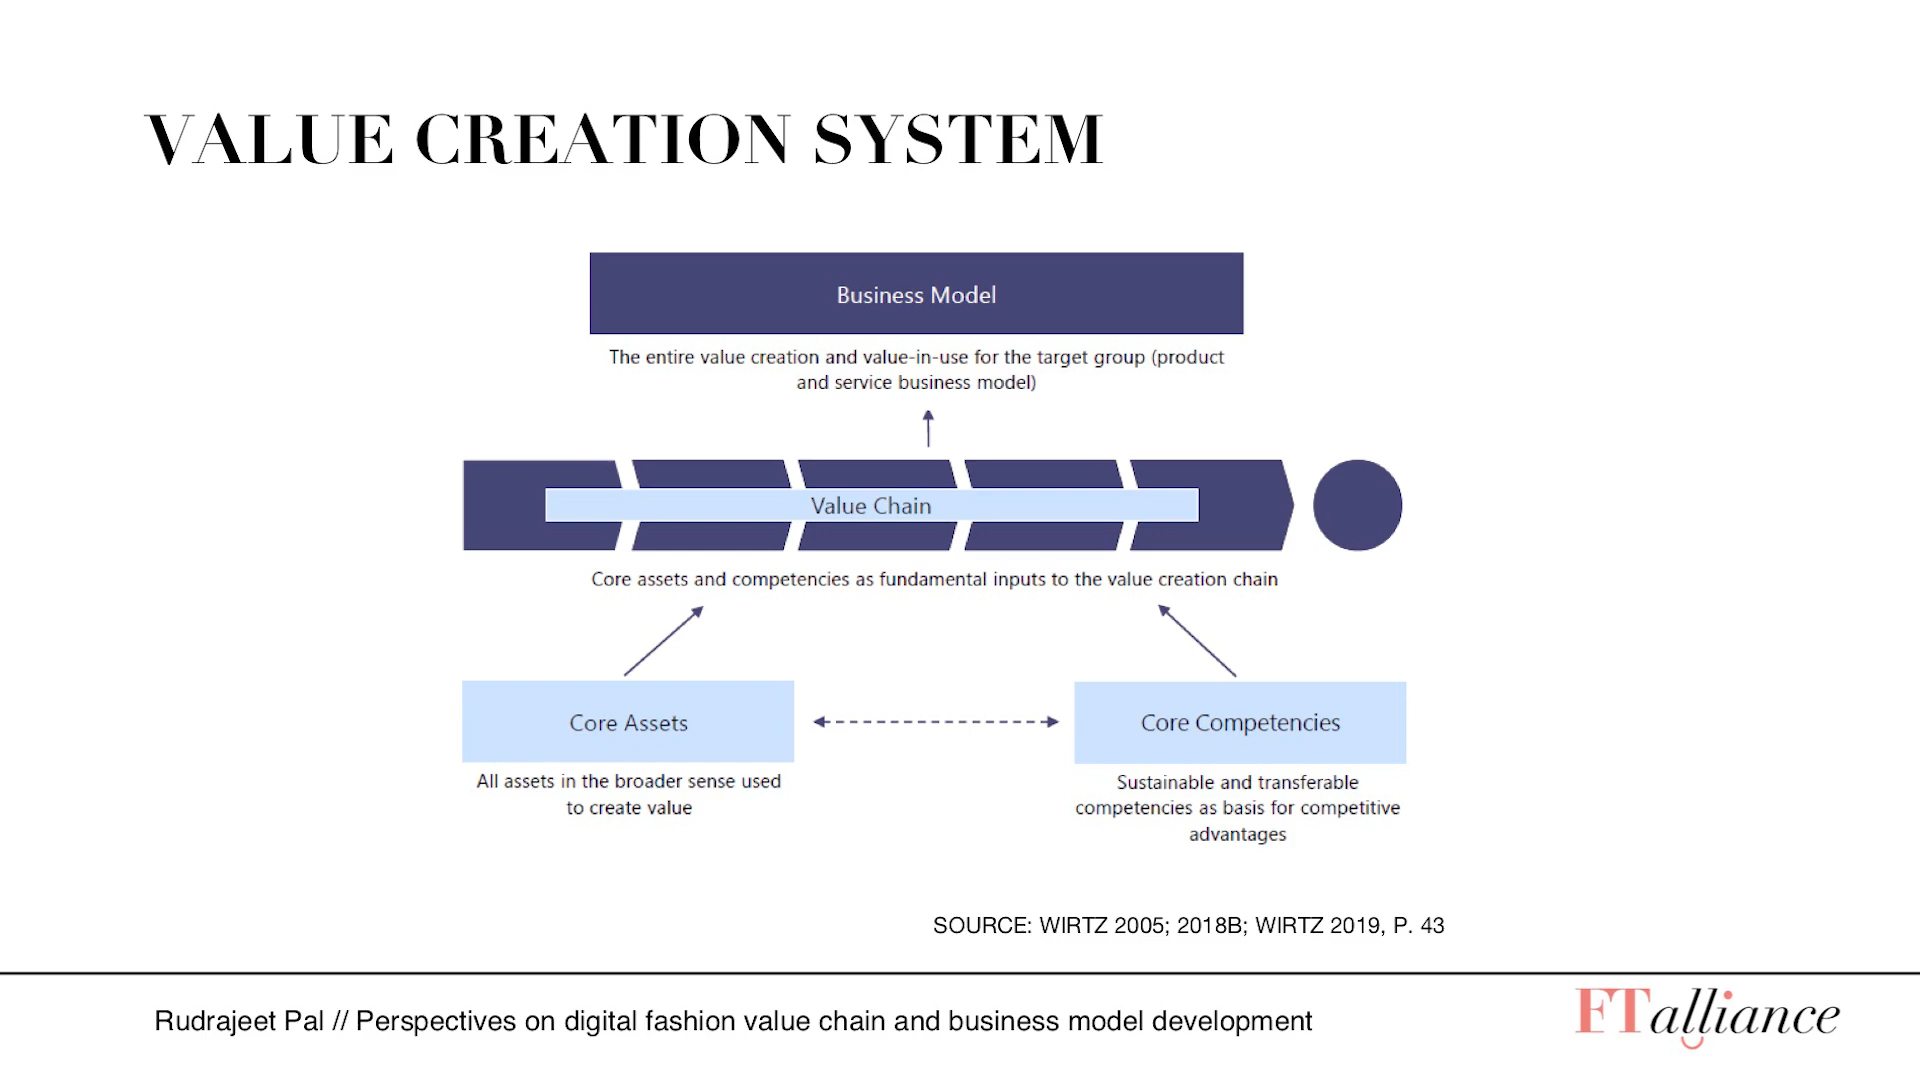 VALUE CREATION SYSTEM
Business Model
The entire value creation and value-in-use for the target group (product
and service business model)
Value Chain
Core assets and competencies as fundamental inputs to the value creation chain
Core Assets
Core Competencies
All assets in the broader sense used
to create value
Sustainable and transferable
competencies as basis for competitive
advantages
SOURCE: WIRTZ 2005; 2018B; WIRTZ 2019, P. 43
Rudrajeet Pal // Perspectives on digital fashion value chain and business model development
FTalliance